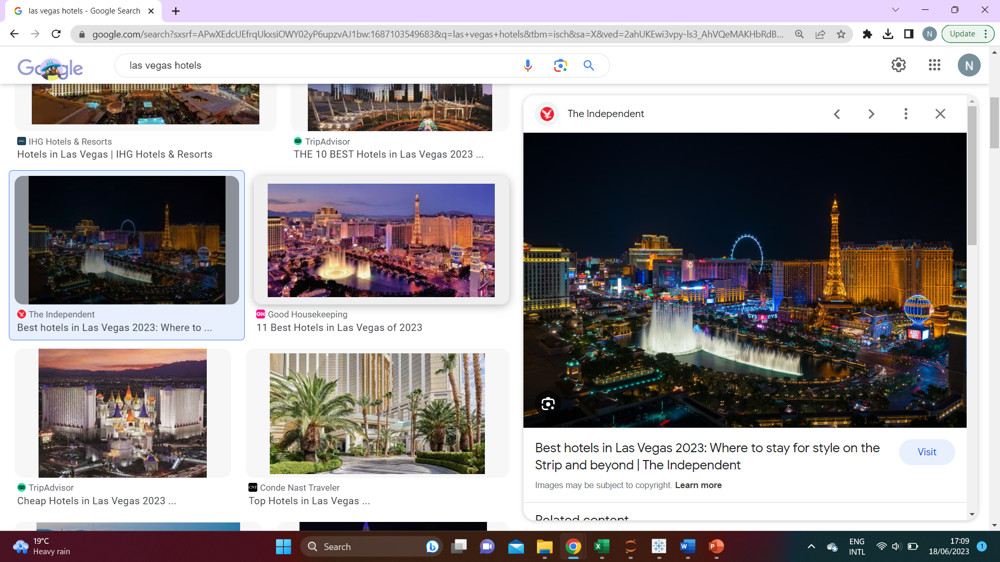 las vegas hotels - Google Search
google.com/search?sxsrf=APwXEdcUEfrqUkxsiOWY02yP6upzvAJ1bw:1687103549683&q=las+vegas+hotels&tbm=isch&sa=X&ved=2ahUKEwi3vpy-ls3_AhVQeMAKHbRdB...
N
Update
Google
las vegas hotels
N
The Independent
IHG Hotels & Resorts
Hotels in Las Vegas | IHG Hotels & Resorts
TripAdvisor
THE 10 BEST Hotels in Las Vegas 2023 ...
The Independent
Best hotels in Las Vegas 2023: Where to ...
GH Good Housekeeping
11 Best Hotels in Las Vegas of 2023
CVS CVS
TripAdvisor
Cheap Hotels in Las Vegas 2023 ...
CNT Conde Nast Traveler
Top Hotels in Las Vegas ...
Best hotels in Las Vegas 2023: Where to stay for style on the
Strip and beyond | The Independent
Visit
Images may be subject to copyright. Learn more
Related content
19°C
Heavy rain
Search
ENG
INTL
17:09
18/06/2023
1